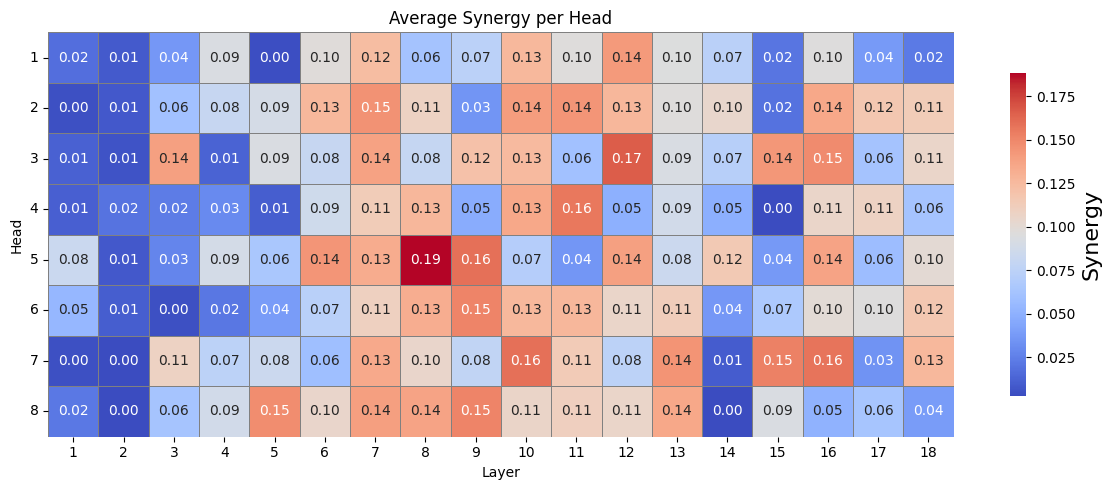 Average Synergy per Head
1 0.02 0.01 0.04 0.09 0.00 0.10 0.12 0.06 0.07 0.13 0.10 0.14 0.10 0.07 0.02 0.10 0.04 0.02
2 0.00 0.01 0.06 0.08 0.09 0.13 0.15 0.11 0.03 0.14 0.14 0.13 0.10 0.10 0.02 0.14 0.12 0.11
3 0.01 0.01 0.14 0.01 0.09 0.08 0.14 0.08 0.12 0.13 0.06 0.17 0.09 0.07 0.14 0.15 0.06 0.11
4 0.01 0.02 0.02 0.03 0.01 0.09 0.11 0.13 0.05 0.13 0.16 0.05 0.09 0.05 0.00 0.11 0.11 0.06
5 0.08 0.01 0.03 0.09 0.06 0.14 0.13 0.19 0.16 0.07 0.04 0.14 0.08 0.12 0.04 0.14 0.06 0.10
6 0.05 0.01 0.00 0.02 0.04 0.07 0.11 0.13 0.15 0.13 0.13 0.11 0.11 0.04 0.07 0.10 0.10 0.12
7 0.00 0.00 0.11 0.07 0.08 0.06 0.13 0.10 0.08 0.16 0.11 0.08 0.13 0.01 0.15 0.16 0.03 0.13
8 0.02 0.00 0.06 0.09 0.15 0.10 0.14 0.14 0.15 0.11 0.11 0.11 0.14 0.00 0.09 0.05 0.06 0.04
1 2 3 4 5 6 7 8 9 10 11 12 13 14 15 16 17 18
Layer
Head
0.175
0.150
0.125
0.100
0.075
0.050
0.025
Synergy